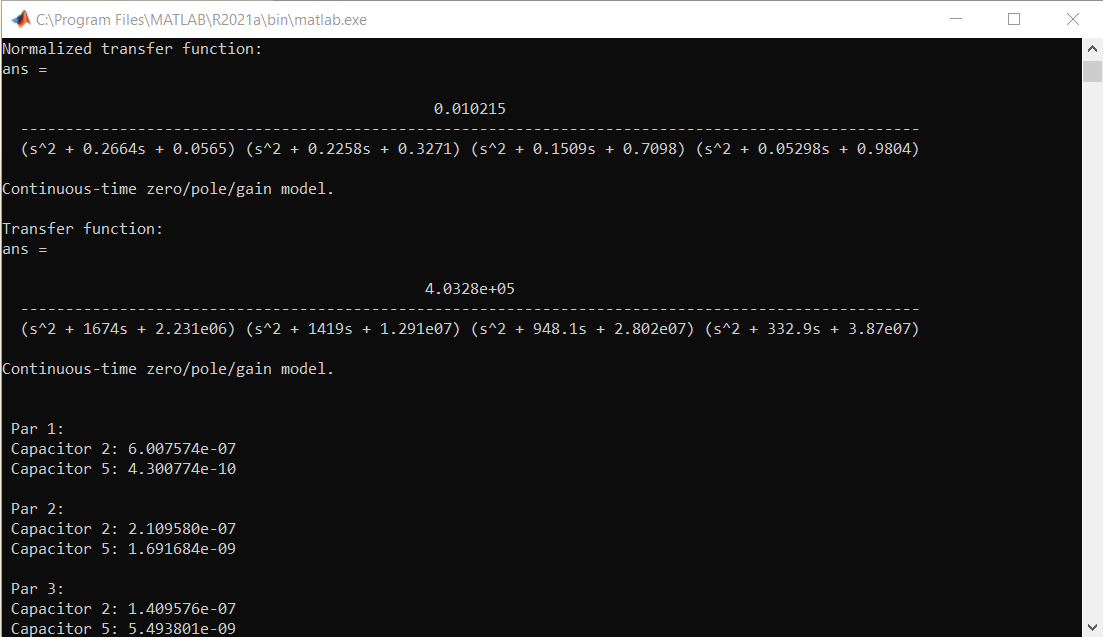 C:\Program Files\MATLAB\R2021a\bin\matlab.exe
Normalized transfer function:
ans =
0.010215
----------------------------------------------------------------------------------------------------
(s^2 + 0.2664s + 0.0565) (s^2 + 0.2258s + 0.3271) (s^2 + 0.1509s + 0.7098) (s^2 + 0.05298s + 0.9804)
Continuous-time zero/pole/gain model.
Transfer function:
ans =
4.0328e+05
----------------------------------------------------------------------------------------------------
(s^2 + 1674s + 2.231e06) (s^2 + 1419s + 1.291e07) (s^2 + 948.1s + 2.802e07) (s^2 + 332.9s + 3.87e07)
Continuous-time zero/pole/gain model.
Par 1:
Capacitor 2: 6.007574e-07
Capacitor 5: 4.300774e-10
Par 2:
Capacitor 2: 2.109580e-07
Capacitor 5: 1.691684e-09
Par 3:
Capacitor 2: 1.409576e-07
Capacitor 5: 5.493801e-09